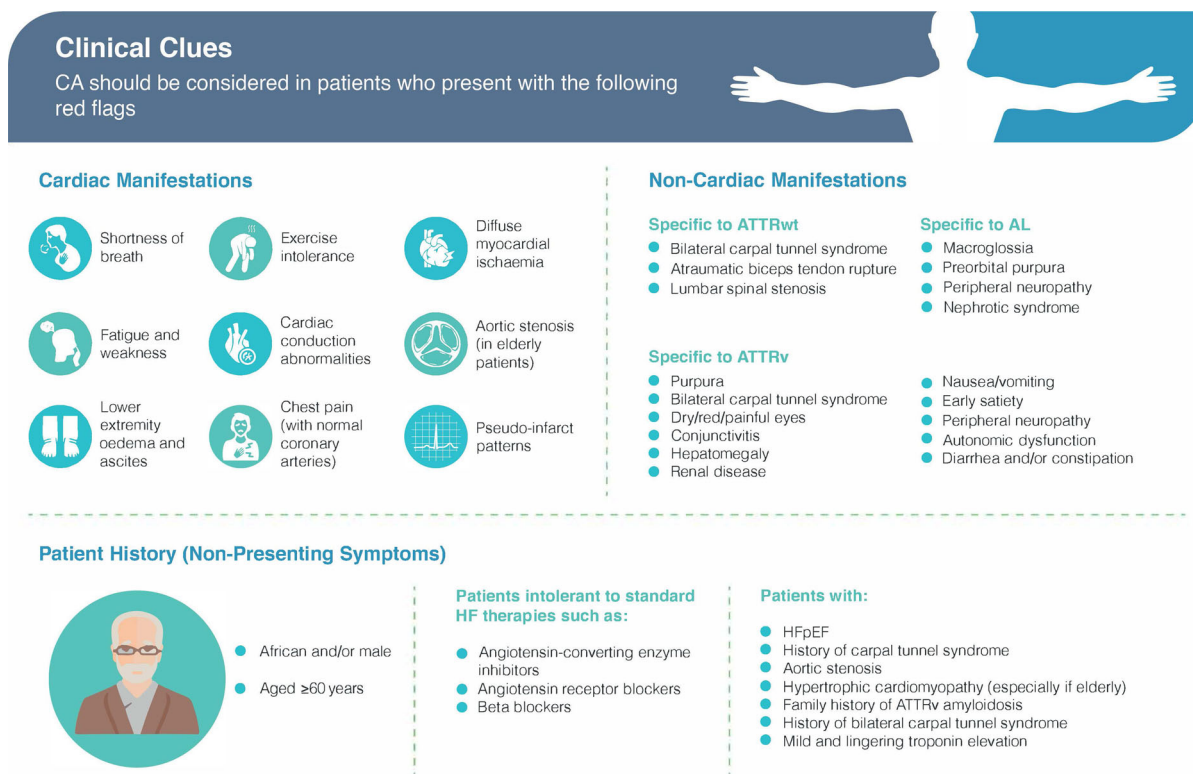 Clinical Clues
CA should be considered in patients who present with the following
red flags
Cardiac Manifestations
Shortness of
breath
Exercise
intolerance
Diffuse
myocardial
ischaemia
Fatigue and
weakness
Cardiac
conduction
abnormalities
Aortic stenosis
(in elderly
patients)
Lower
extremity
oedema and
ascites
Chest pain
(with normal
coronary
arteries)
Pseudo-infarct
patterns
Non-Cardiac Manifestations
Specific to ATTRwt
Bilateral carpal tunnel syndrome
Atraumatic biceps tendon rupture
Lumbar spinal stenosis
Specific to AL
Macroglossia
Preorbital purpura
Peripheral neuropathy
Nephrotic syndrome
Specific to ATTRv
Purpura
Bilateral carpal tunnel syndrome
Dry/red/painful eyes
Conjunctivitis
Hepatomegaly
Renal disease
Nausea/vomiting
Early satiety
Peripheral neuropathy
Autonomic dysfunction
Diarrhea and/or constipation
Patient History (Non-Presenting Symptoms)
African and/or male
Aged ≥60 years
Patients intolerant to standard
HF therapies such as:
Angiotensin-converting enzyme
inhibitors
Angiotensin receptor blockers
Beta blockers
Patients with:
HFpEF
History of carpal tunnel syndrome
Aortic stenosis
Hypertrophic cardiomyopathy (especially if elderly)
Family history of ATTRv amyloidosis
History of bilateral carpal tunnel syndrome
Mild and lingering troponin elevation